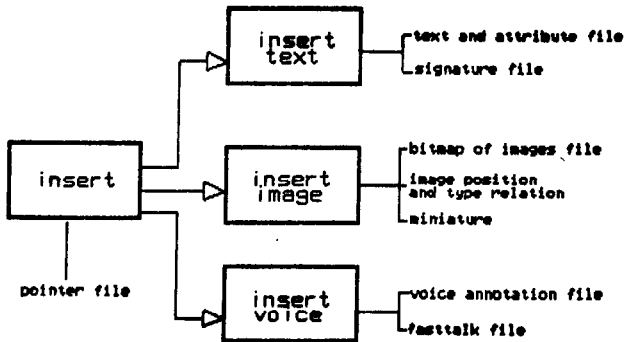 insert
text
text and attribute file
signature file
insert
insert
image
bitmap of images file
image position
and type relation
miniature
pointer file
insert
voice
voice annotation file
fasttalk file